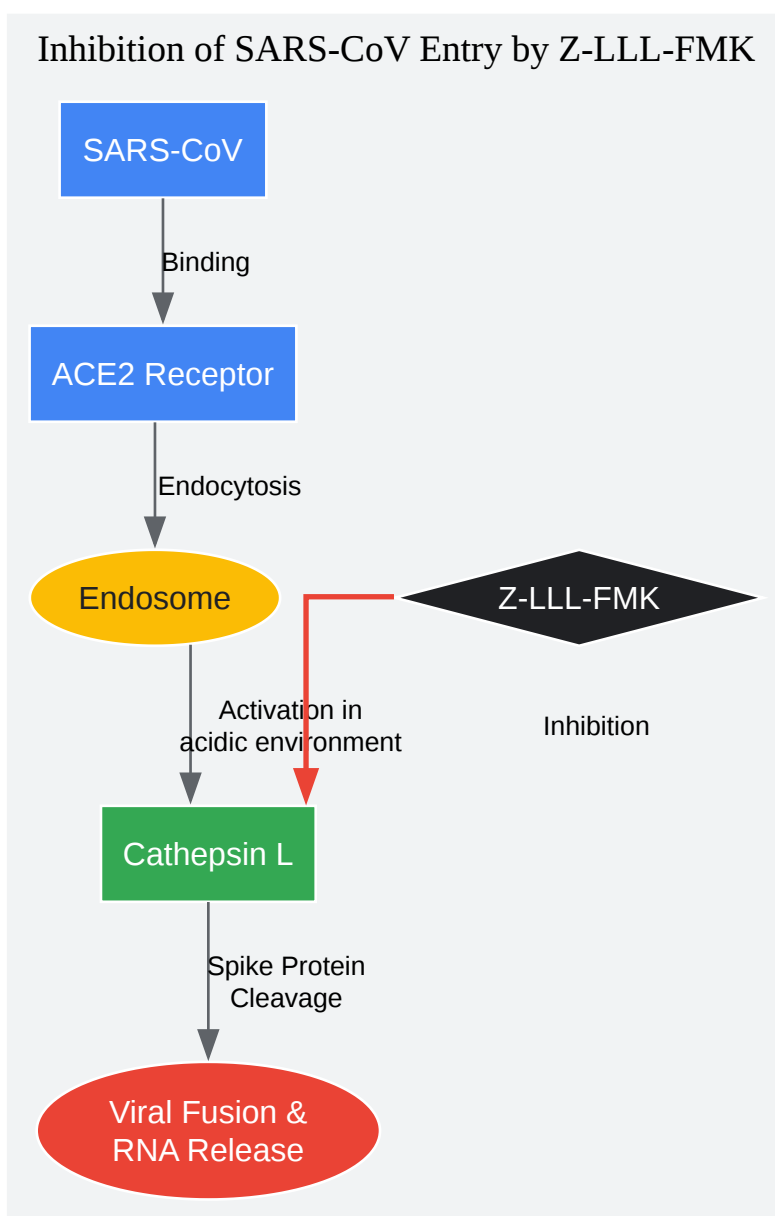 Inhibition of SARS-CoV Entry by Z-LLL-FMK
SARS-CoV
Binding
ACE2 Receptor
Endocytosis
Endosome
Z-LLL-FMK
Activation in
acidic environment
Inhibition
Cathepsin L
Spike Protein
Cleavage
Viral Fusion &
RNA Release